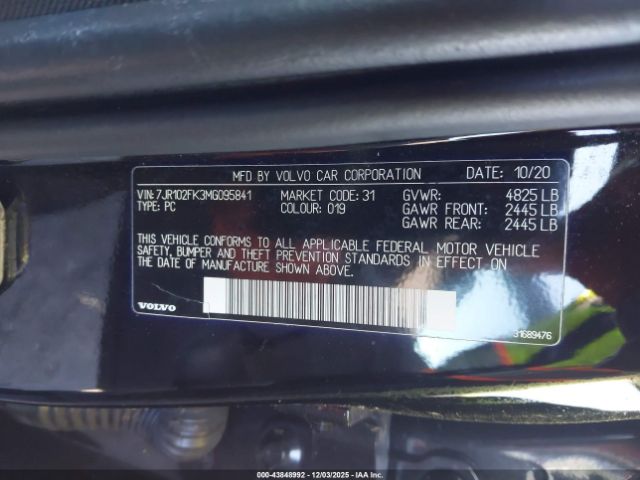 MFD BY VOLVO CAR CORPORATION DATE: 10/20
VIN: 7JR102FK3MG095841 MARKET CODE: 31 GVWR: 4825 LB
TYPE: PC COLOUR: 019 GAWR FRONT: 2445 LB
GAWR REAR: 2445 LB
THIS VEHICLE CONFORMS TO ALL APPLICABLE FEDERAL MOTOR VEHICLE
SAFETY, BUMPER AND THEFT PREVENTION STANDARDS IN EFFECT ON
THE DATE OF MANUFACTURE SHOWN ABOVE.
VOLVO
31689476
000-43848992 - 12/03/2025 - IAA, Inc.